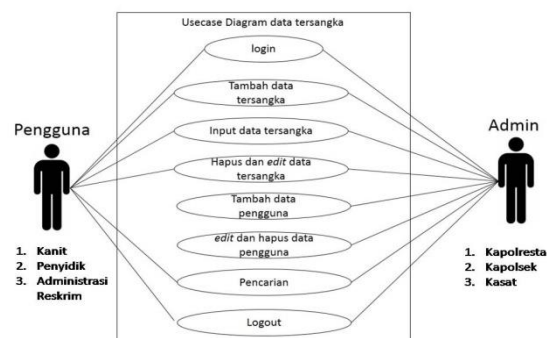 Usecase Diagram data tersangka
login
Tambah data
tersangka
Input data tersangka
Hapus dan edit data
tersangka
Tambah data
pengguna
edit dan hapus data
pengguna
Pencarian
Logout
Pengguna
1. Kanit
2. Penyidik
3. Administrasi
Reskrim
Admin
1. Kapolresta
2. Kapolsek
3. Kasat